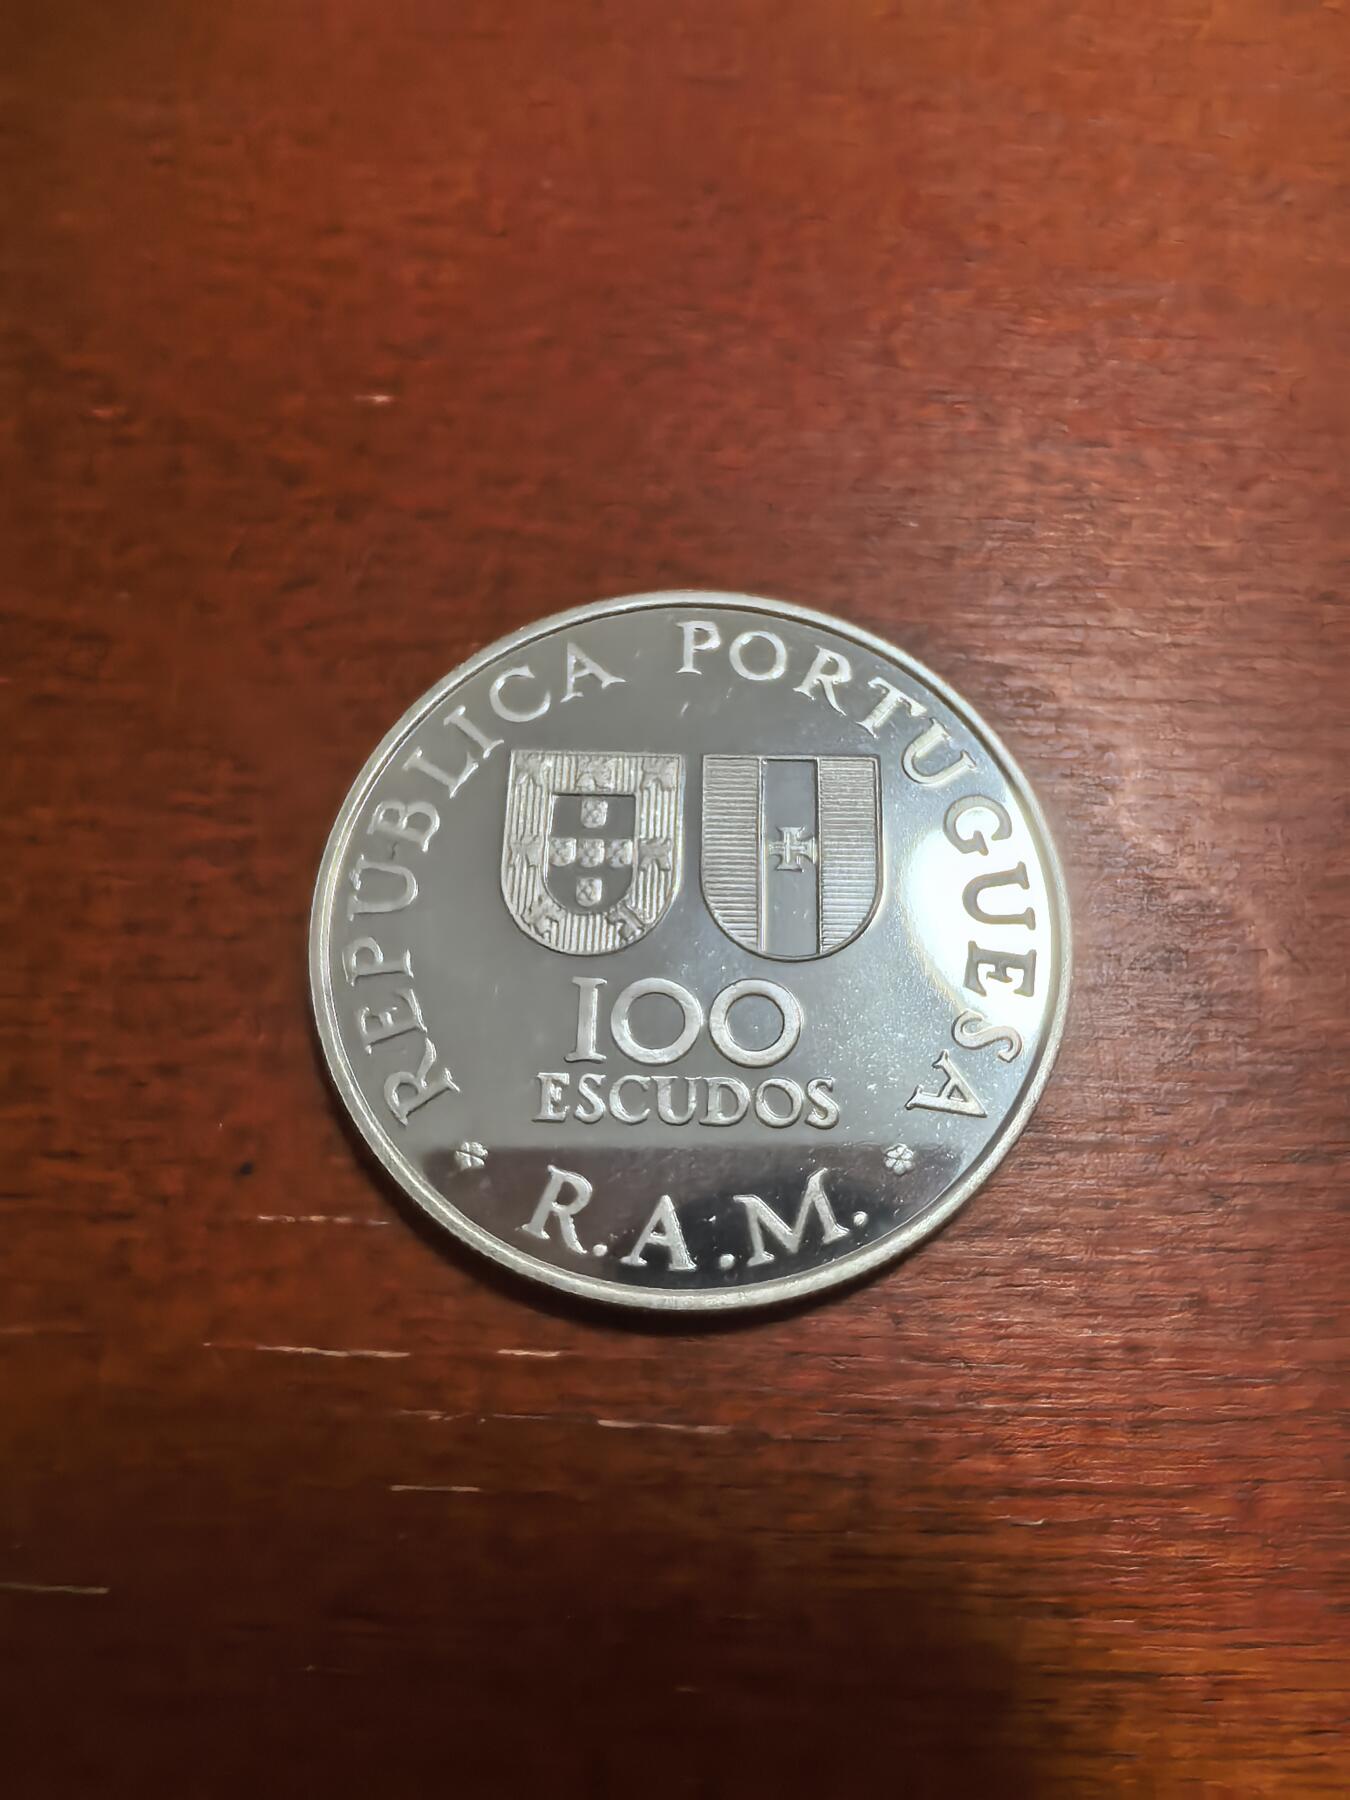 REPUBLICA PORTUGUESA
100
ESCUDOS
R.A.M.